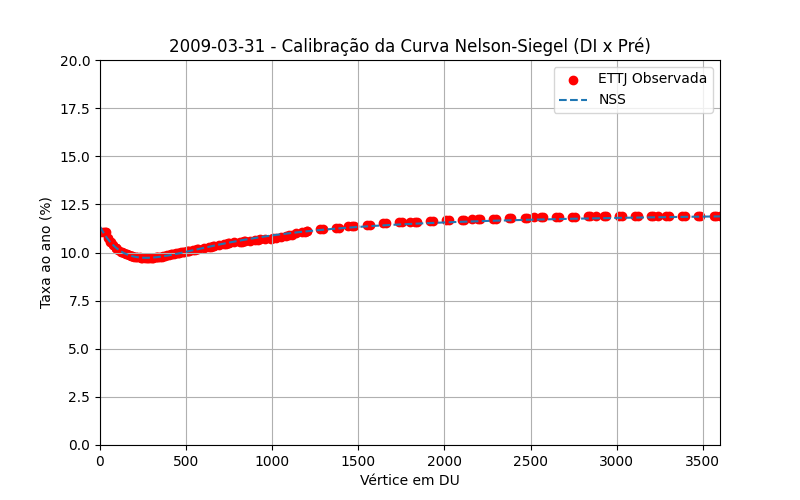 2009-03-31 - Calibração da Curva Nelson-Siegel (DI x Pré)
ETTJ Observada
NSS
Taxa ao ano (%)
20.0
17.5
15.0
12.5
10.0
7.5
5.0
2.5
0.0
0 500 1000 1500 2000 2500 3000 3500
Vértice em DU